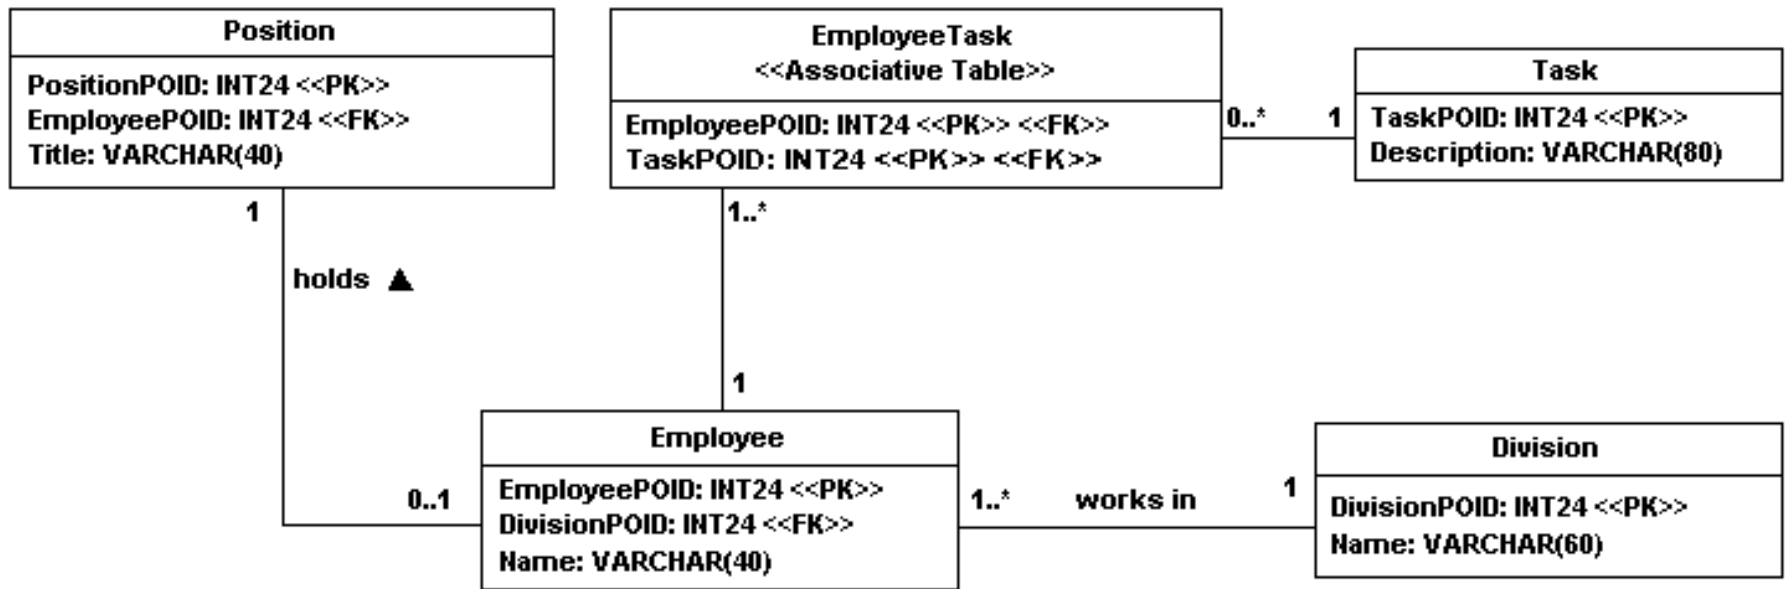 Position
PositionPOID: INT24 <<PK>>
EmployeePOID: INT24 <<FK>>
Title: VARCHAR(40)
EmployeeTask
<<Associative Table>>
EmployeePOID: INT24 <<PK>> <<FK>>
TaskPOID: INT24 <<PK>> <<FK>>
0..* 1
Task
TaskPOID: INT24 <<PK>>
Description: VARCHAR(80)
1
1..*
holds ▲
1
0..1
Employee
EmployeePOID: INT24 <<PK>>
DivisionPOID: INT24 <<FK>>
Name: VARCHAR(40)
1..* works in 1
Division
DivisionPOID: INT24 <<PK>>
Name: VARCHAR(60)